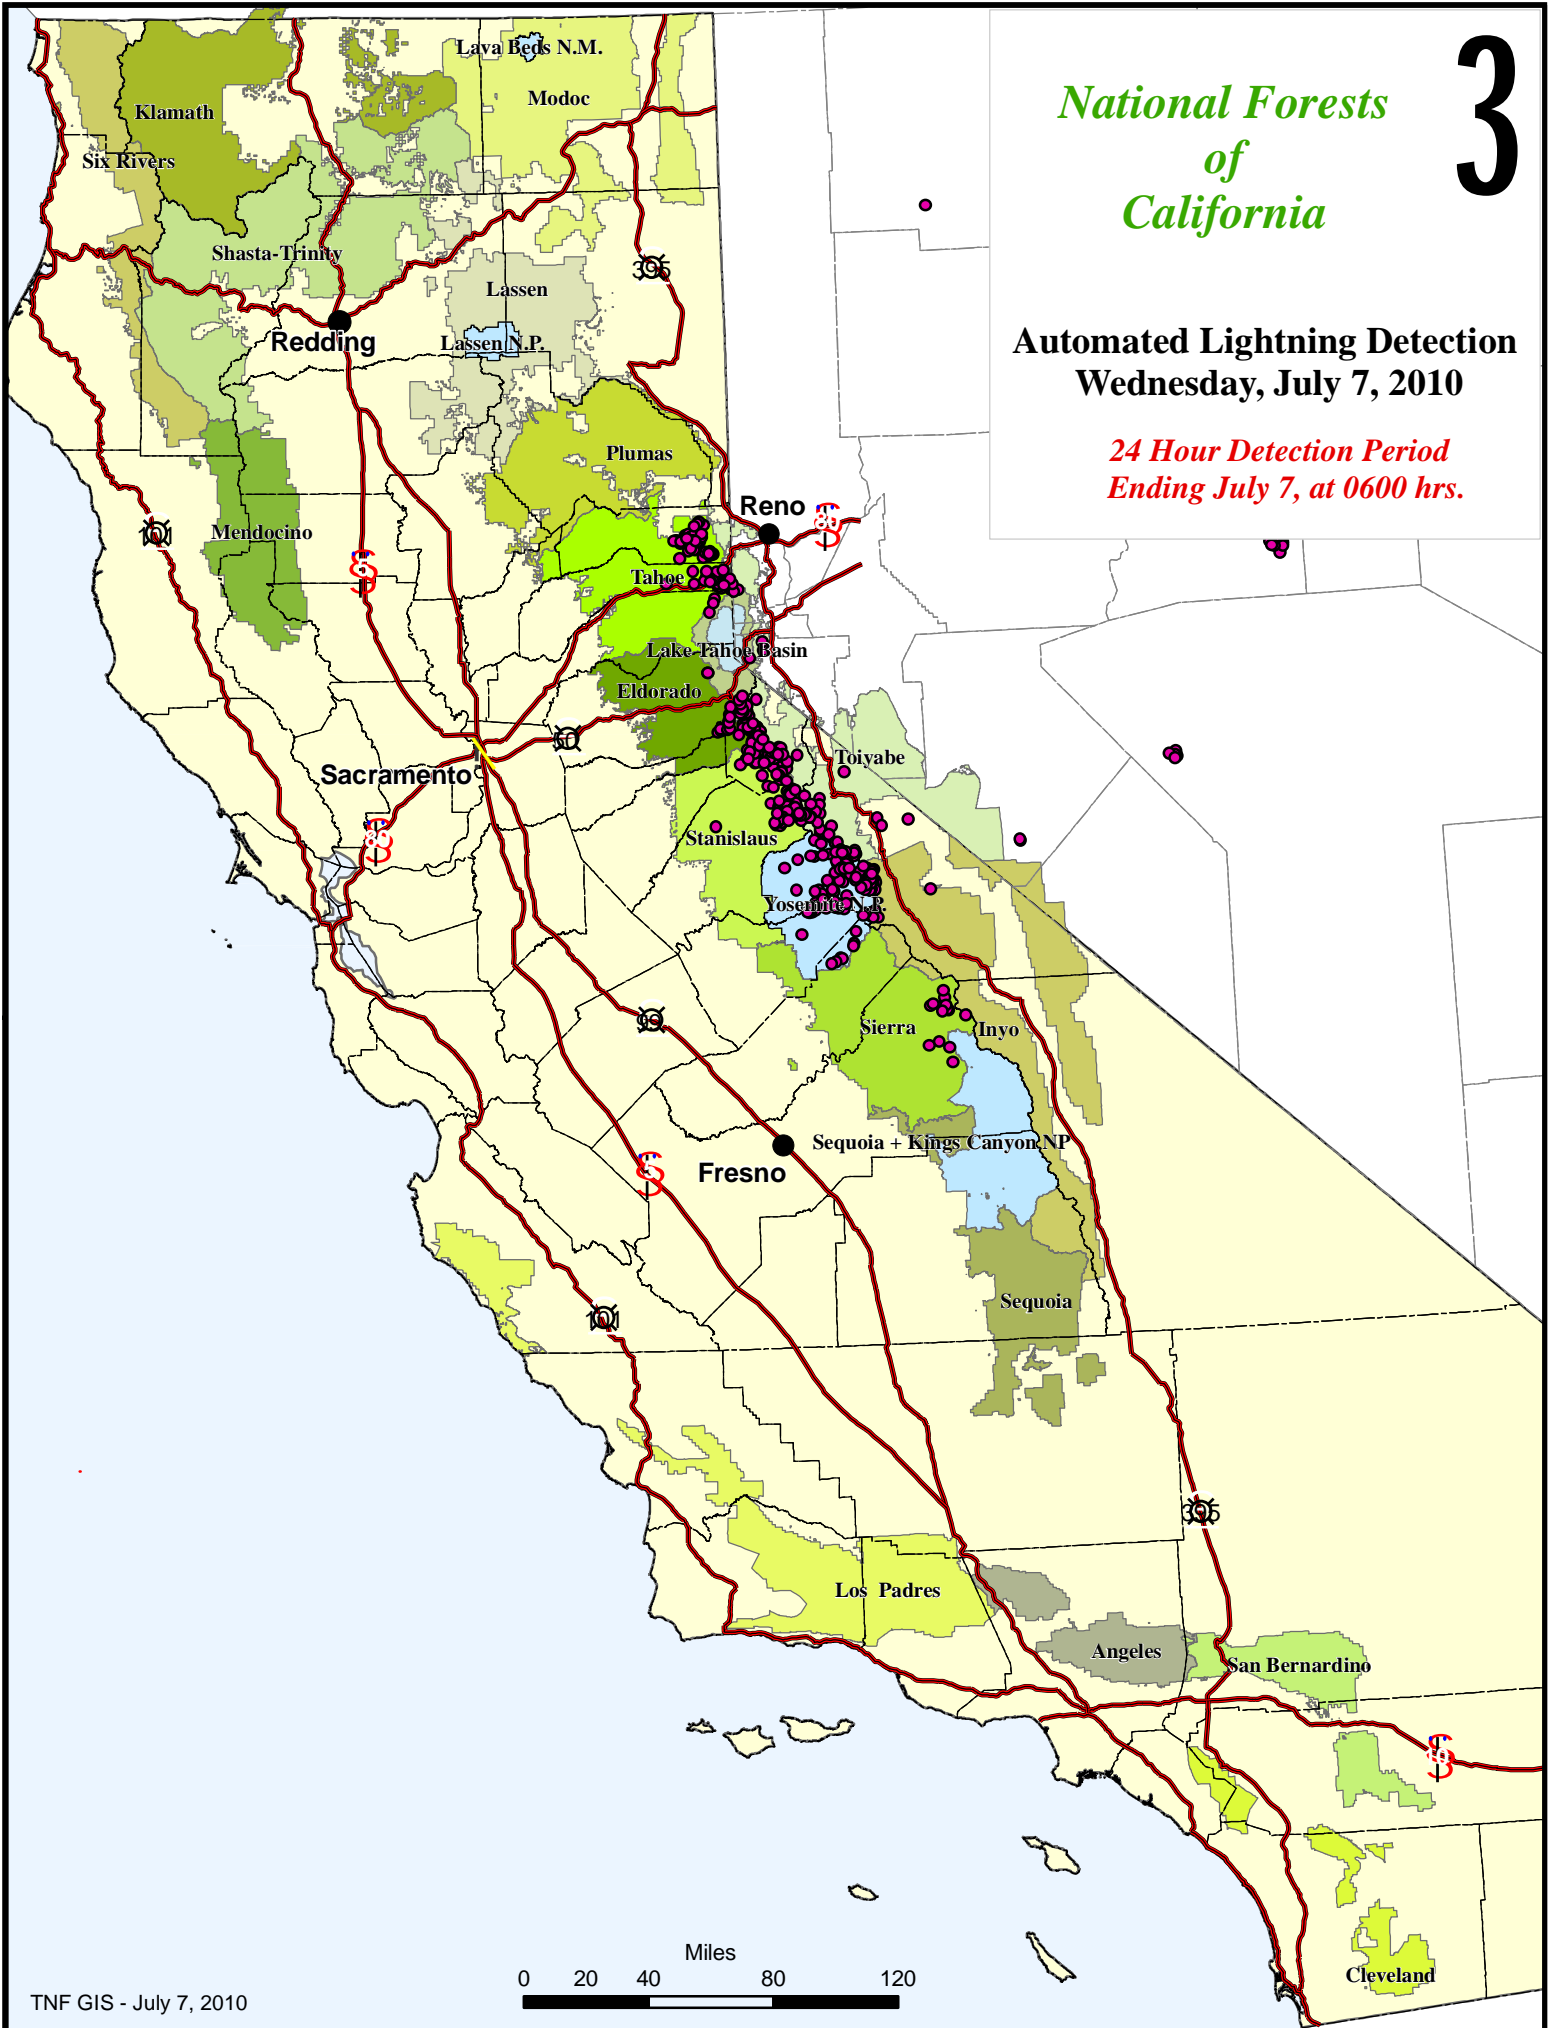 3
National Forests
of
California
Automated Lightning Detection
Wednesday, July 7, 2010
24 Hour Detection Period
Ending July 7, at 0600 hrs.
Lava Beds N.M.
Modoc
Klamath
Six Rivers
Shasta-Trinity
395
Lassen
Redding
Lassen N.P.
Plumas
Reno
80
101
Mendocino
5
Tahoe
Lake Tahoe Basin
Eldorado
50
Toiyabe
Sacramento
80
Stanislaus
Yosemite N.P.
99
Sierra
Inyo
Sequoia + Kings Canyon NP
Fresno
5
Sequoia
101
395
Los Padres
Angeles
San Bernardino
10
Cleveland
Miles
0 20 40 80 120
TNF GIS - July 7, 2010